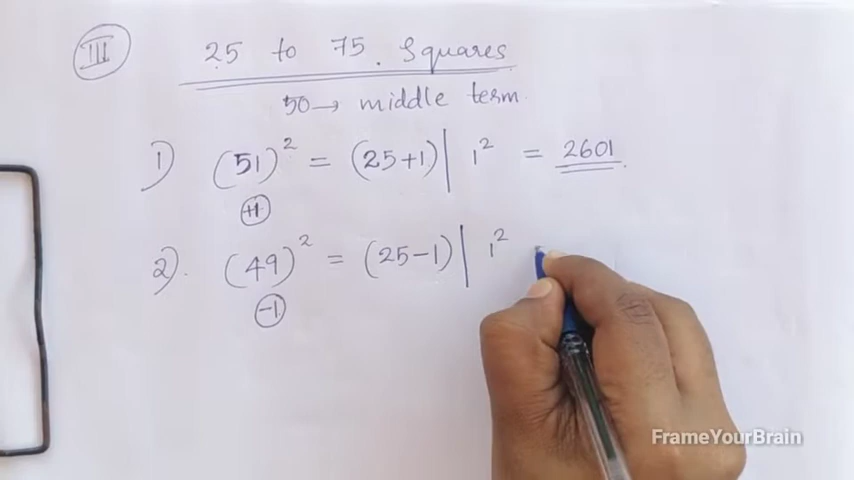 III
25 to 75. Squares
50 → middle term.
1) (51)² = (25+1) | 1² = 2601.
+1
2). (49)² = (25-1) | 1²
-1
FrameYourBrain